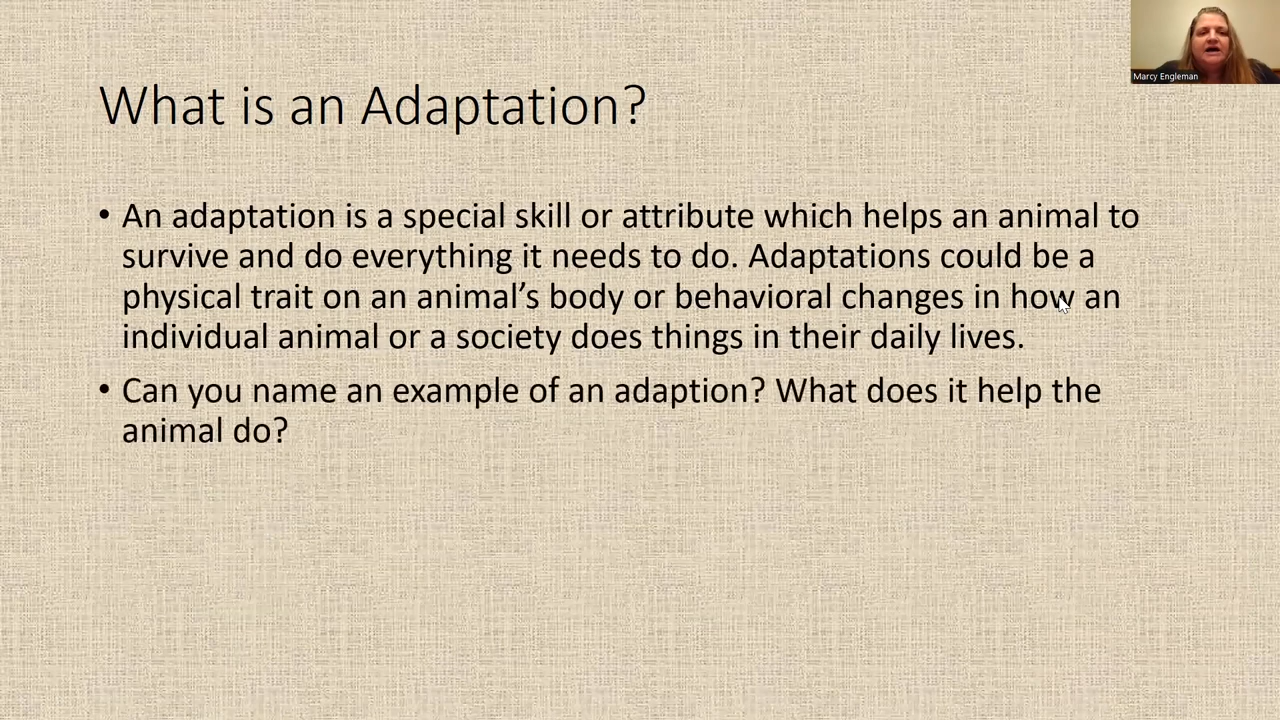 Marcy Engleman
What is an Adaptation?
• An adaptation is a special skill or attribute which helps an animal to
survive and do everything it needs to do. Adaptations could be a
physical trait on an animal’s body or behavioral changes in how an
individual animal or a society does things in their daily lives.
• Can you name an example of an adaption? What does it help the
animal do?